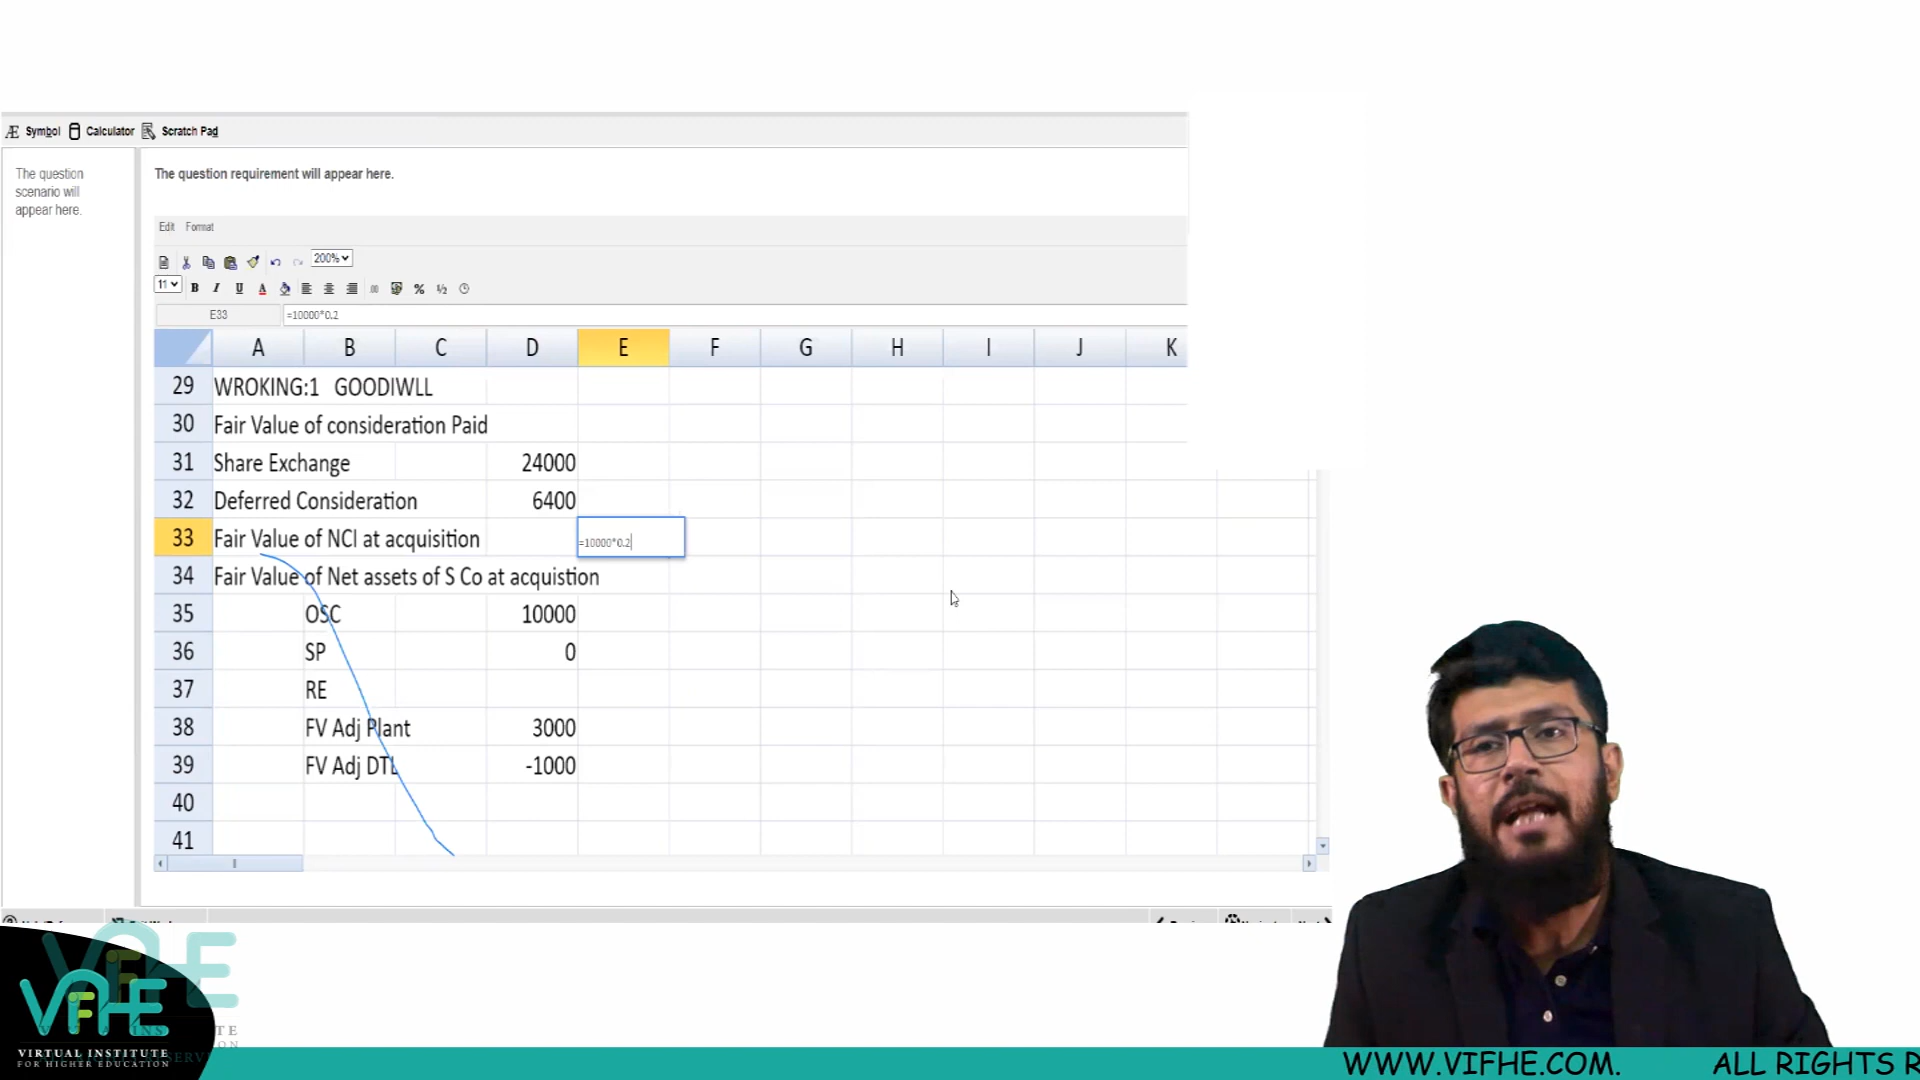 Symbol Calculator Scratch Pad
The question
scenario will
appear here.
The question requirement will appear here.
Edit Format
200%
11 B I U A % ½
E33 =10000*0.2
A B C D E F G H I J K
29 WROKING:1 GOODIWLL
30 Fair Value of consideration Paid
31 Share Exchange 24000
32 Deferred Consideration 6400
33 Fair Value of NCI at acquisition =10000*0.2
34 Fair Value of Net assets of S Co at acquistion
35 OSC 10000
36 SP 0
37 RE
38 FV Adj Plant 3000
39 FV Adj DTL -1000
40
41
VIFHE
VIRTUAL INSTITUTE
FOR HIGHER EDUCATION
WWW.VIFHE.COM. ALL RIGHTS R